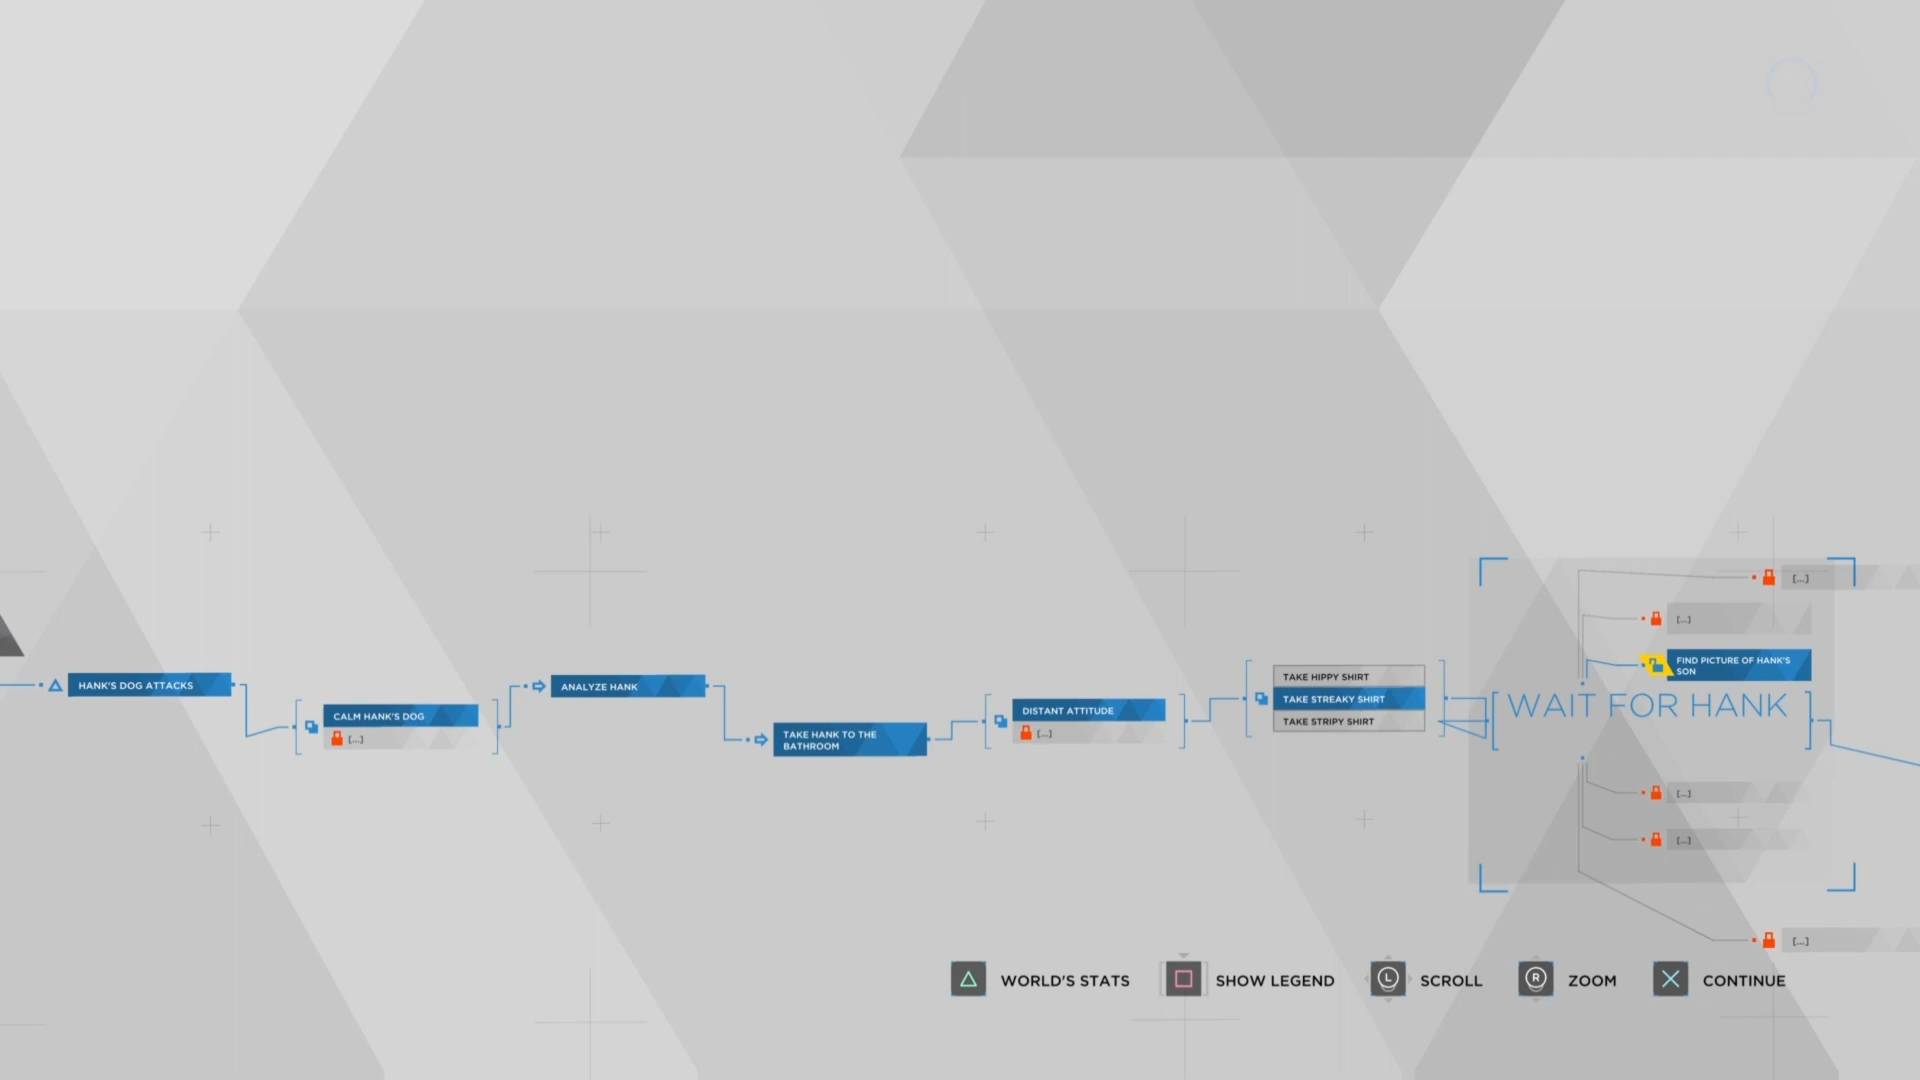 HANK'S DOG ATTACKS
CALM HANK'S DOG
[...]
ANALYZE HANK
TAKE HANK TO THE
BATHROOM
DISTANT ATTITUDE
[...]
TAKE HIPPY SHIRT
TAKE STREAKY SHIRT
TAKE STRIPY SHIRT
[...]
[...]
FIND PICTURE OF HANK'S
SON
WAIT FOR HANK
[...]
[...]
[...]
WORLD'S STATS
SHOW LEGEND
L
SCROLL
R
ZOOM
CONTINUE